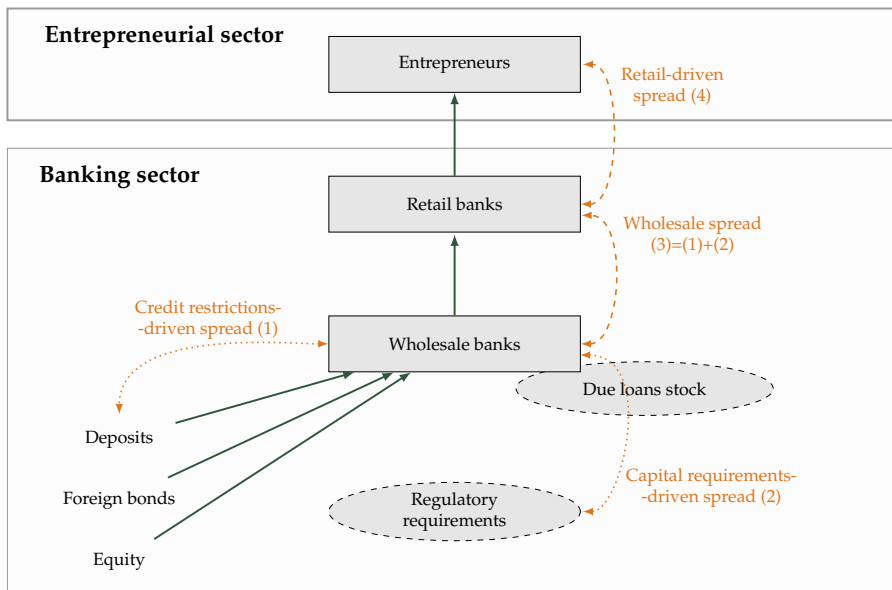 Entrepreneurial sector
Entrepreneurs
Retail-driven
spread (4)
Banking sector
Retail banks
Wholesale spread
(3)=(1)+(2)
Credit restrictions-
-driven spread (1)
Wholesale banks
Due loans stock
Deposits
Capital requirements-
-driven spread (2)
Foreign bonds
Regulatory
requirements
Equity